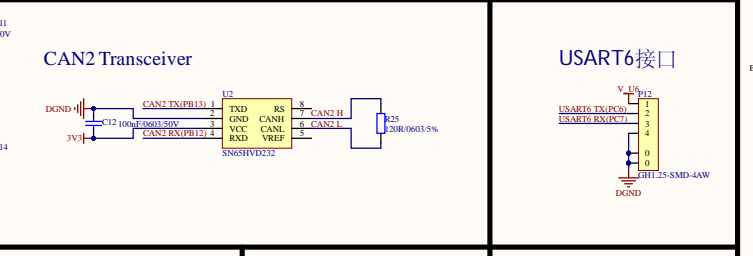 11
0V
CAN2 Transceiver
USART6接口
E
U2
V_U6
P12
DGND
CAN2 TX(PB13) 1
TXD
RS
8
USART6 TX(PC6)
1
2
GND
CANH
7 CAN2 H
R25
USART6 RX(PC7)
2
C12 100nF/0603/50V
3
VCC
CANL
6 CAN2 L
120R/0603/5%
3
3V3
CAN2 RX(PB12) 4
RXD
VREF
5
4
14
SN65HVD232
0
0
GH1.25-SMD-4AW
DGND